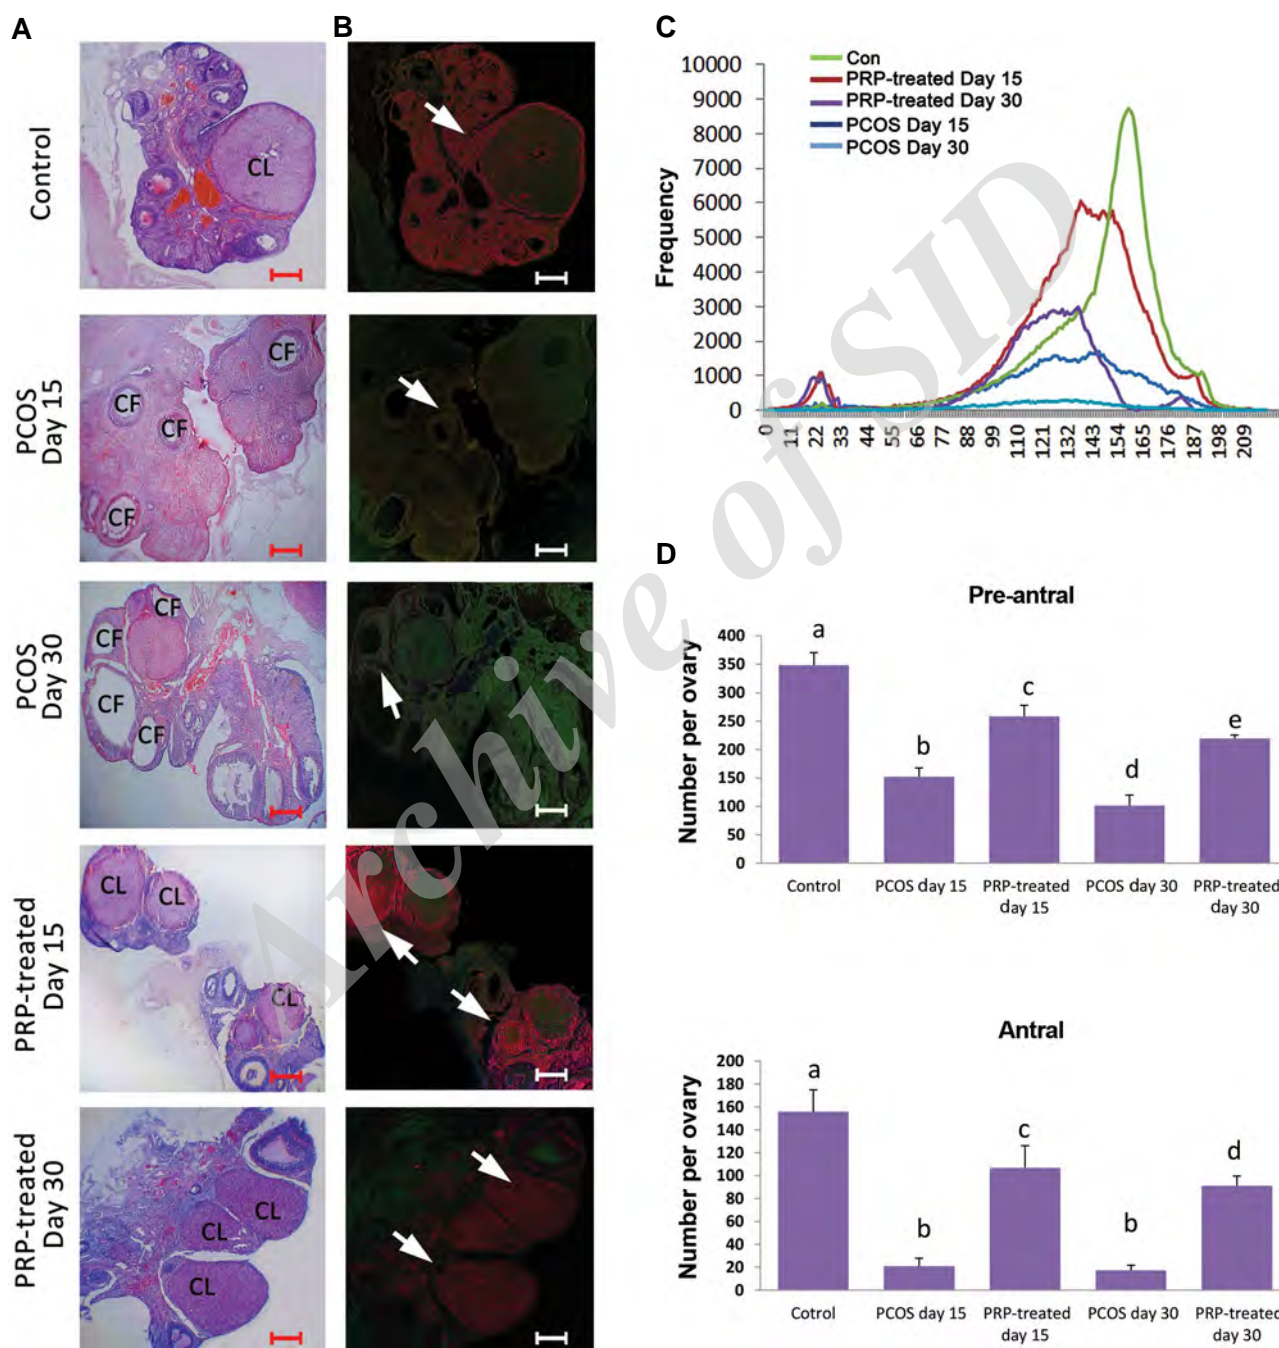 A
B
C
Control
CL
PCOS
Day 15
CF
CF
CF
CF
PCOS
Day 30
CF
CF
CF
CF
PRP-treated
Day 15
CL
CL
CL
PRP-treated
Day 30
CL
CL
CL
Con
PRP-treated Day 15
PRP-treated Day 30
PCOS Day 15
PCOS Day 30
Frequency
10000
9000
8000
7000
6000
5000
4000
3000
2000
1000
0
0 11 22 33 44 55 66 77 88 99 110 121 132 143 154 165 176 187 198 209
D
Pre-antral
Number per ovary
400
350
300
250
200
150
100
50
0
a
b
c
d
e
Control
PCOS day 15
PRP-treated
day 15
PCOS day 30
PRP-treated
day 30
Antral
Number per ovary
200
180
160
140
120
100
80
60
40
20
0
a
b
c
b
d
Cotrol
PCOS day 15
PRP-treated
day 15
PCOS day 30
PRP-treated
day 30
Archive of SID